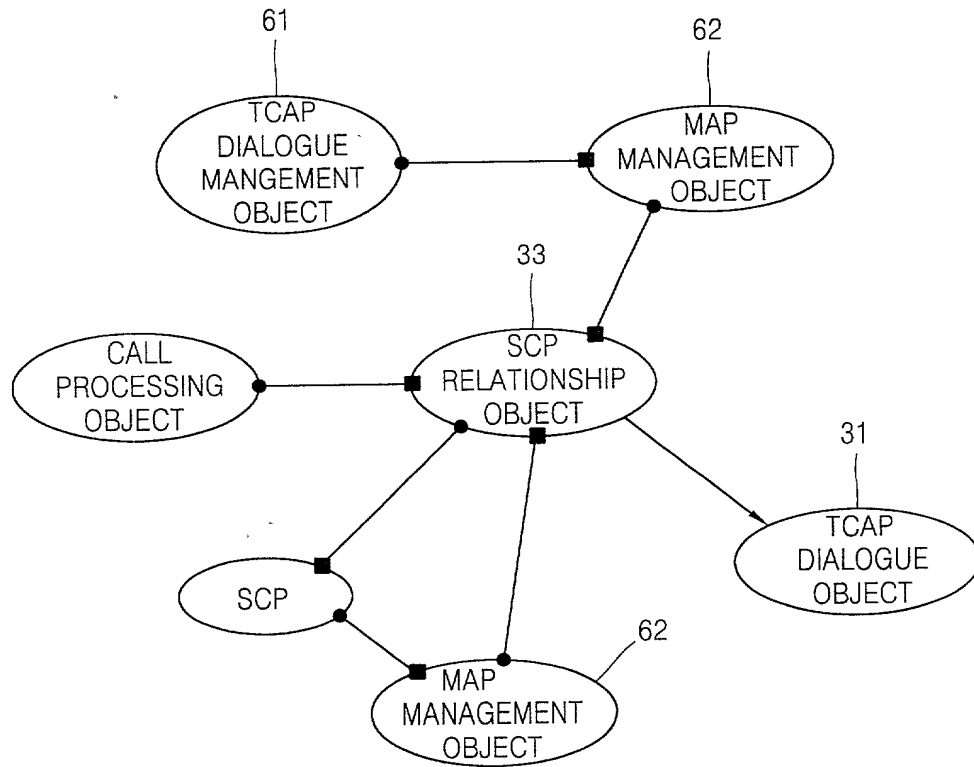 61
TCAP
DIALOGUE
MANGEMENT
OBJECT
62
MAP
MANAGEMENT
OBJECT
33
SCP
RELATIONSHIP
OBJECT
CALL
PROCESSING
OBJECT
31
TCAP
DIALOGUE
OBJECT
SCP
62
MAP
MANAGEMENT
OBJECT